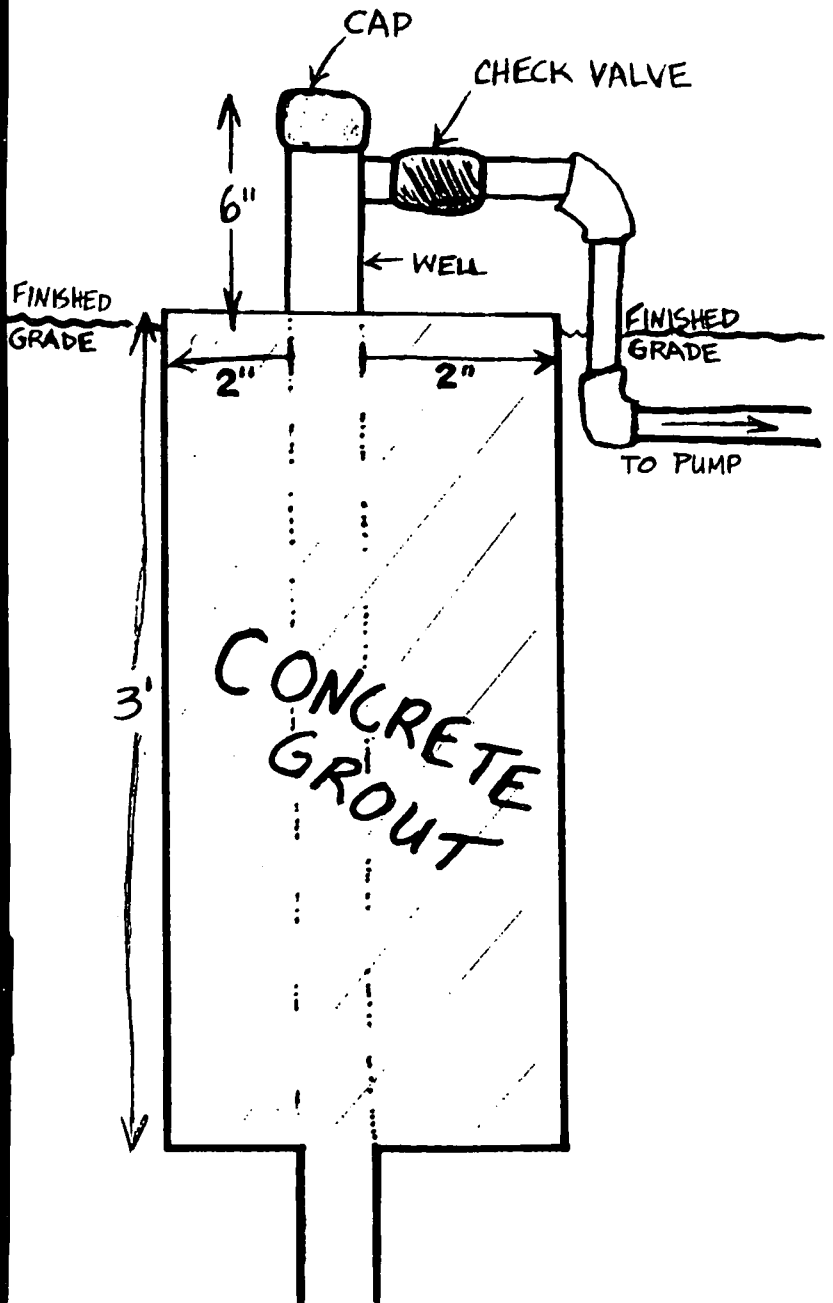 CAP
CHECK VALVE
6"
WELL
FINISHED
GRADE
FINISHED
GRADE
2"
2"
TO PUMP
3'
CONCRETE
GROUT